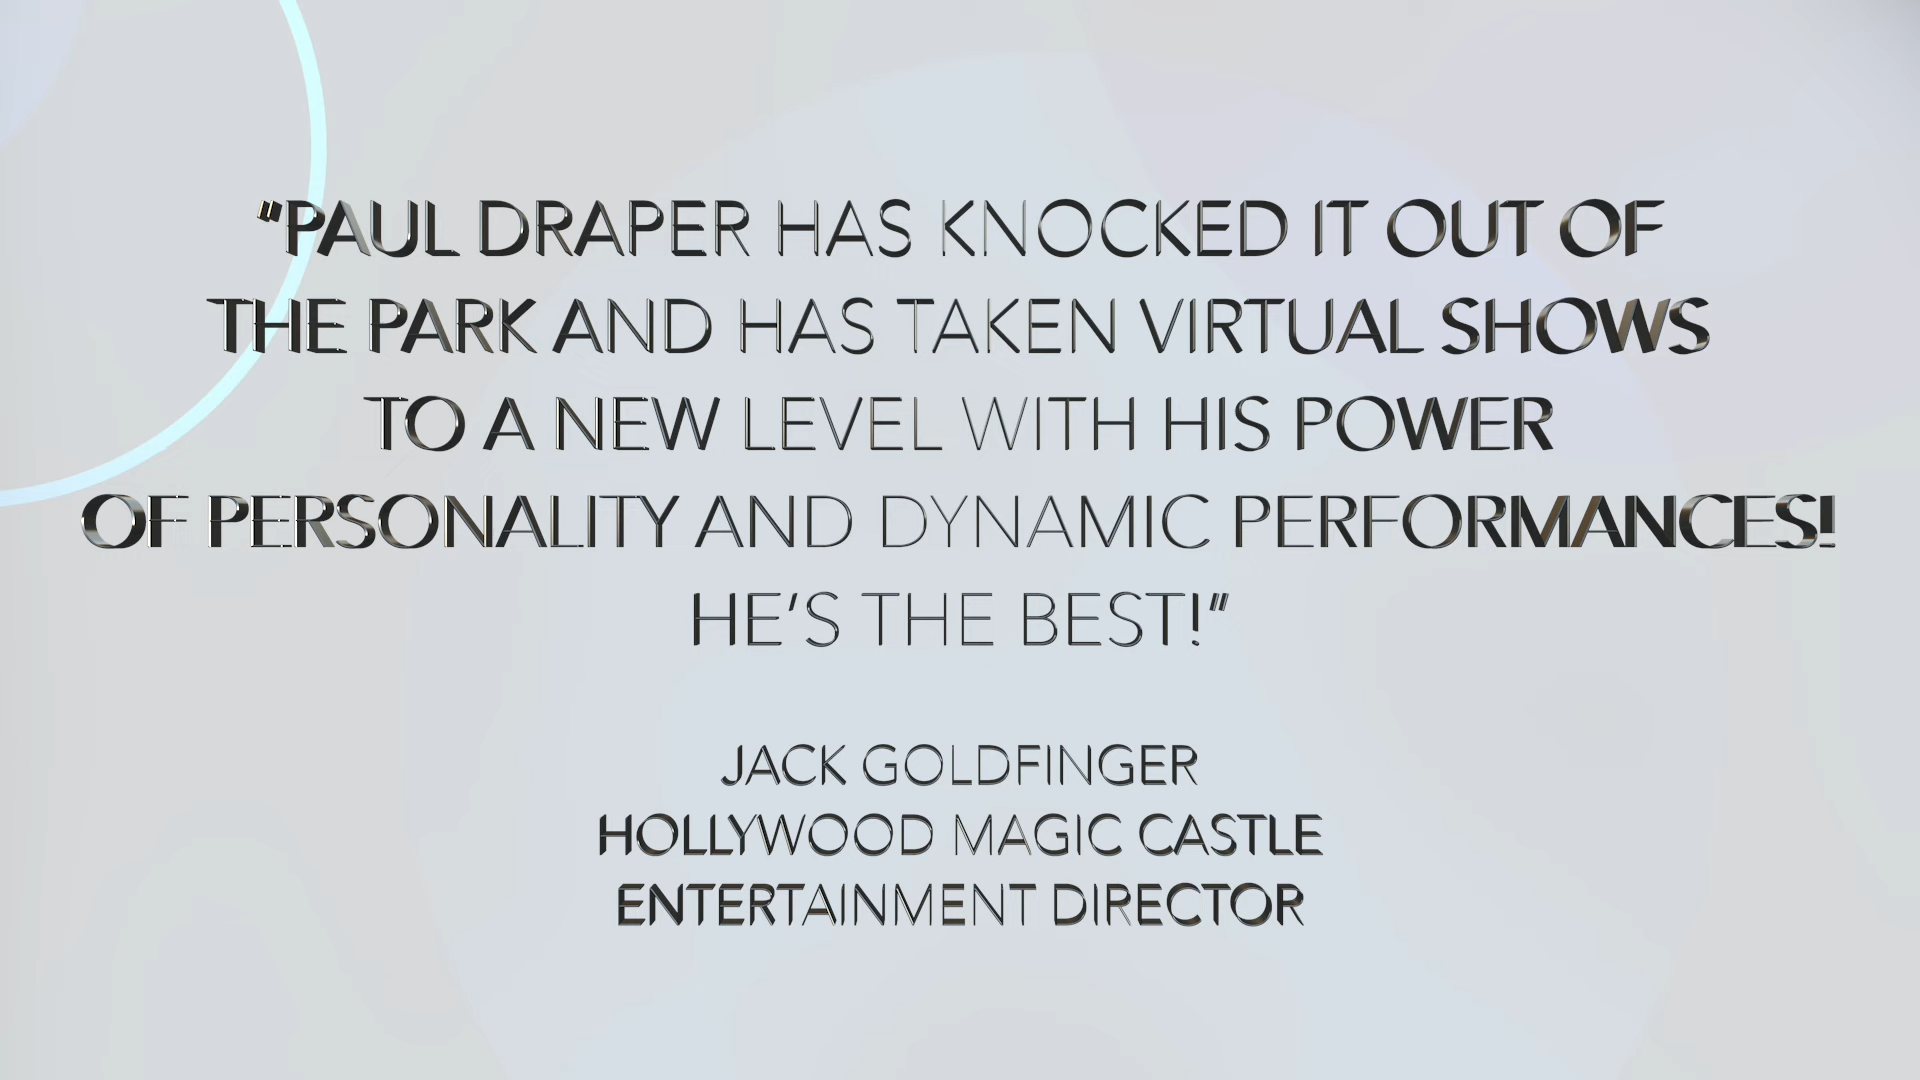 “PAUL DRAPER HAS KNOCKED IT OUT OF
THE PARK AND HAS TAKEN VIRTUAL SHOWS
TO A NEW LEVEL WITH HIS POWER
OF PERSONALITY AND DYNAMIC PERFORMANCES!
HE’S THE BEST!”
JACK GOLDFINGER
HOLLYWOOD MAGIC CASTLE
ENTERTAINMENT DIRECTOR